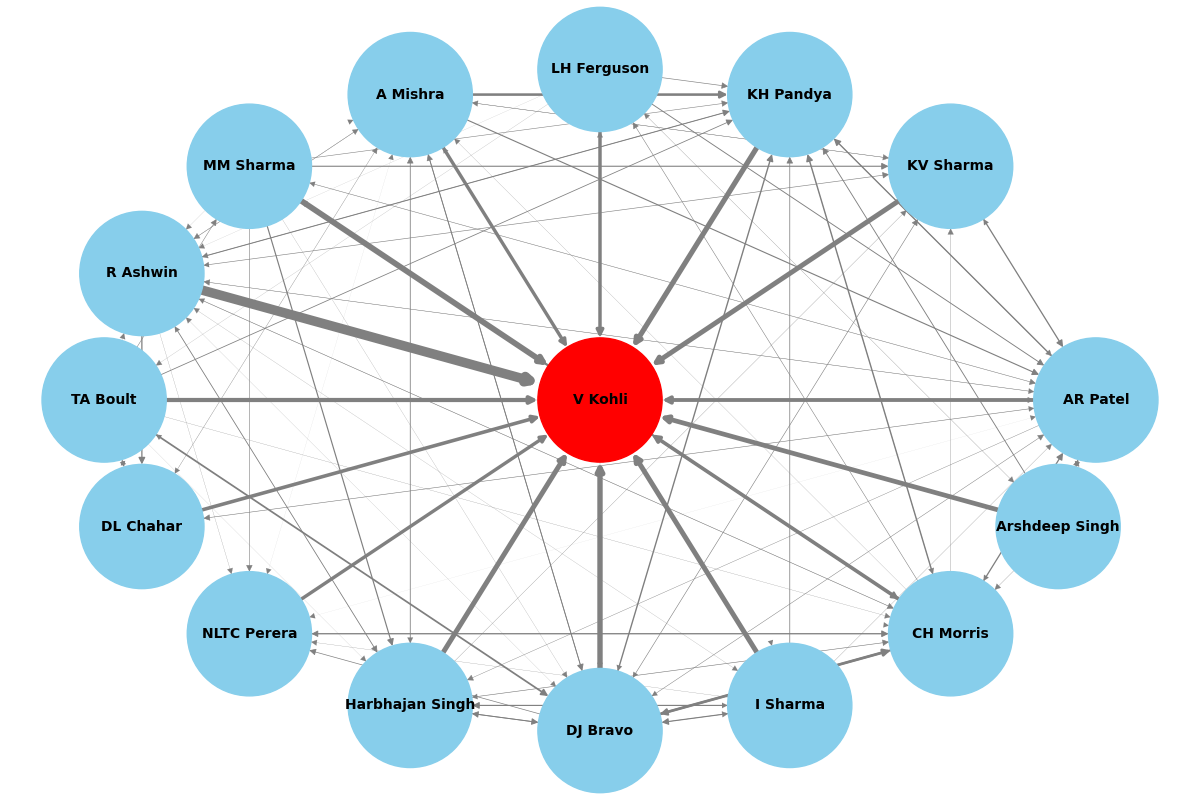 LH Ferguson
A Mishra
KH Pandya
MM Sharma
KV Sharma
R Ashwin
TA Boult
V Kohli
AR Patel
DL Chahar
Arshdeep Singh
NLTC Perera
CH Morris
Harbhajan Singh
I Sharma
DJ Bravo